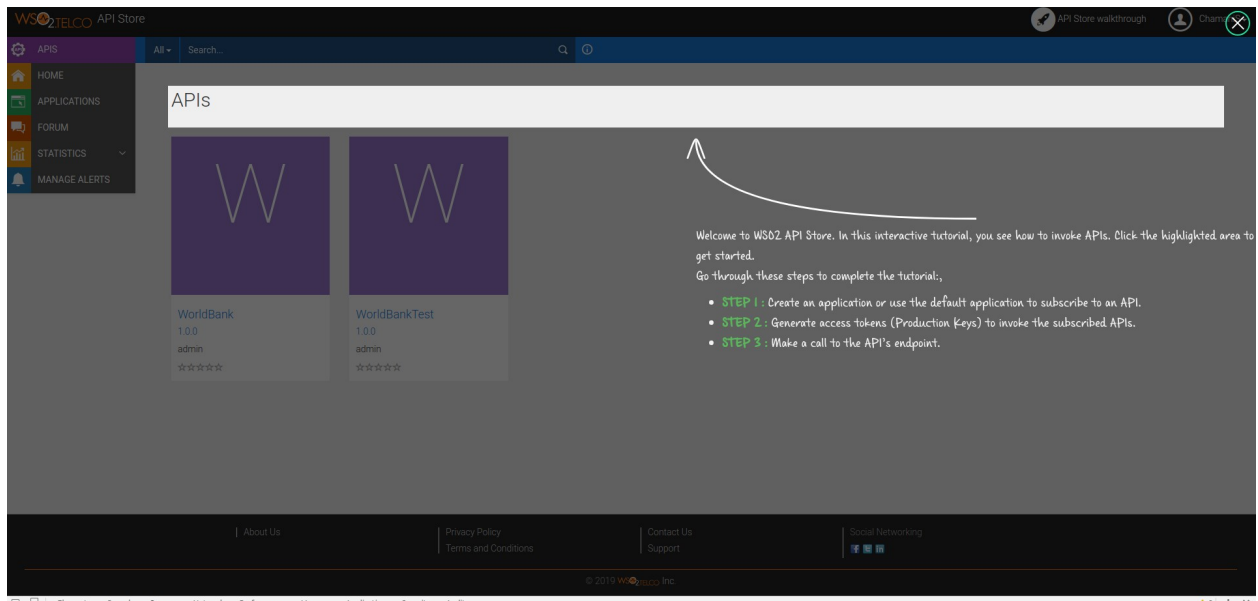 WSO2TELCO API Store
API Store walkthrough
APIS
All
Search...
HOME
APPLICATIONS
FORUM
STATISTICS
MANAGE ALERTS
APIs
W
W
WorldBank
1.0.0
admin
WorldBankTest
1.0.0
admin
Welcome to WSO2 API Store. In this interactive tutorial, you see how to invoke APIs. Click the highlighted area to
get started.
Go through these steps to complete the tutorial:,
• STEP 1 : Create an application or use the default application to subscribe to an API.
• STEP 2 : Generate access tokens (Production Keys) to invoke the subscribed APIs.
• STEP 3 : Make a call to the API's endpoint.
About Us
Privacy Policy
Terms and Conditions
Contact Us
Support
Social Networking
© 2019 WSO2TELCO Inc.